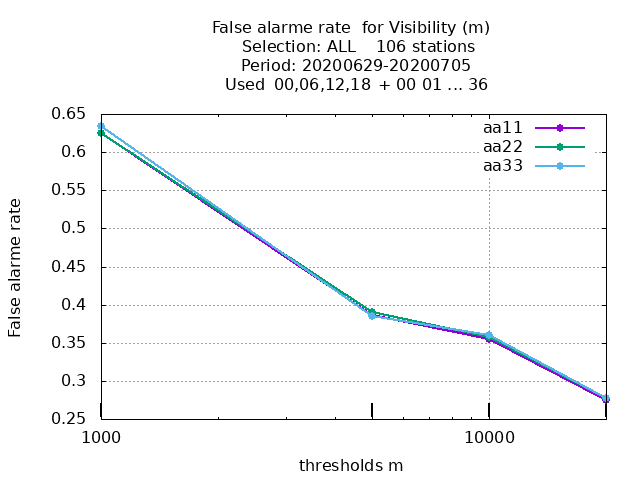 False alarme rate  for Visibility (m)
Selection: ALL    106 stations
Period: 20200629-20200705
Used  00,06,12,18 + 00 01 ... 36
aa11
aa22
aa33
0.65
0.6
0.55
0.5
0.45
0.4
0.35
0.3
0.25
False alarme rate
1000
10000
thresholds m